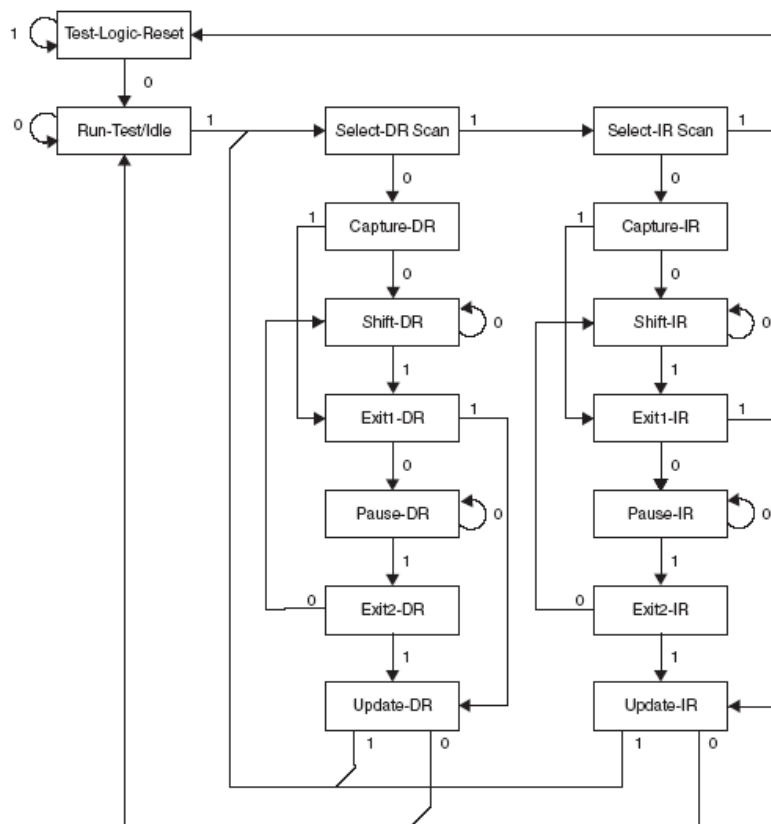 1 Test-Logic-Reset
0
0 Run-Test/Idle 1 Select-DR Scan 1 Select-IR Scan 1
0 0
1 Capture-DR 1 Capture-IR
0 0
Shift-DR 0 Shift-IR 0
1 1
Exit1-DR 1 Exit1-IR 1
0 0
Pause-DR 0 Pause-IR 0
1 1
0 Exit2-DR 0 Exit2-IR
1 1
Update-DR Update-IR
1 0 1 0